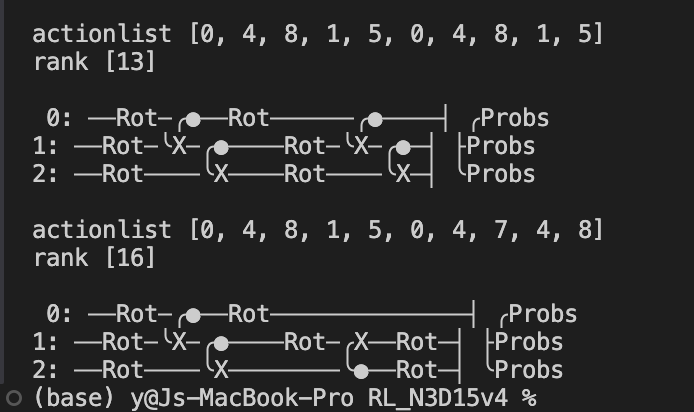 actionlist [0, 4, 8, 1, 5, 0, 4, 8, 1, 5]
rank [13]
0: ──Rot─╭●──Rot───────╭●────┤ ╭Probs
1: ──Rot─╰X─╭●────Rot─╰X─╭●─┤ ├Probs
2: ──Rot────╰X────Rot────╰X─┤ ╰Probs
actionlist [0, 4, 8, 1, 5, 0, 4, 7, 4, 8]
rank [16]
0: ──Rot─╭●──Rot───────────────┤ ╭Probs
1: ──Rot─╰X─╭●────Rot─╭X──Rot─┤ ├Probs
2: ──Rot────╰X────────╰●──Rot─┤ ╰Probs
(base) y@Js-MacBook-Pro RL_N3D15v4 %